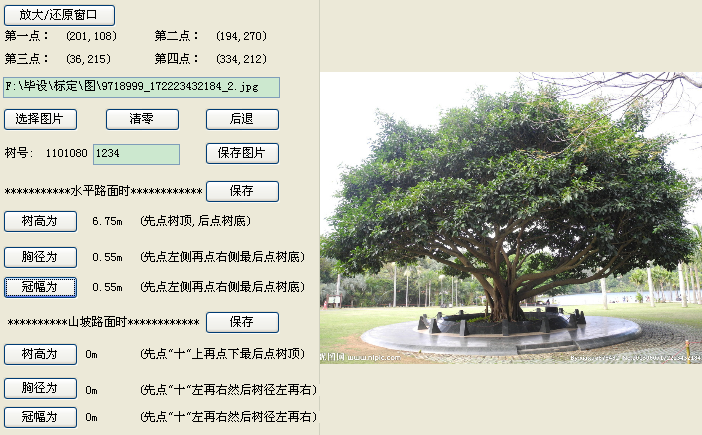 放大/还原窗口
第一点： (201,108) 第二点： (194,270)
第三点： (36,215) 第四点： (334,212)
F:\毕设\标定\图\9718999_172223432184_2.jpg
选择图片 清零 后退
树号: 1101080 1234 保存图片
***********水平路面时************ 保存
树高为 6.75m (先点树顶,后点树底)
胸径为 0.55m (先点左侧再点右侧最后点树底)
冠幅为 0.55m (先点左侧再点右侧最后点树底)
**********山坡路面时************ 保存
树高为 0m (先点"十"上再点下最后点树顶)
胸径为 0m (先点"十"左再右然后树径左再右)
冠幅为 0m (先点"十"左再右然后树径左再右)
www.nipic.com